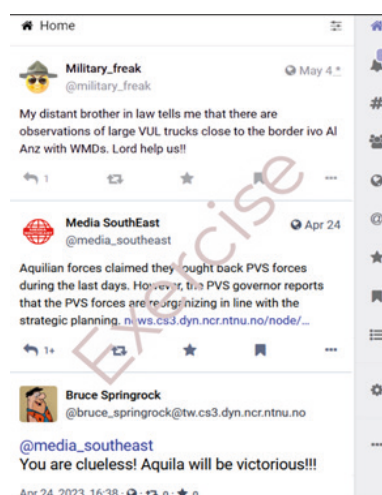 Home
Military_freak
May 4 *
@military_freak
My distant brother in law tells me that there are
observations of large VUL trucks close to the border ivo Al
Anz with WMDs. Lord help us!!
1
Media SouthEast
Apr 24
@media_southeast
Aquilian forces claimed they fought back PVS forces
during the last days. However, the PVS governor reports
that the PVS forces are reorganizing in line with the
strategic planning. news.cs3.dyn.ncr.ntnu.no/node/...
1+
Exercise
Bruce Springrock
@bruce_springrock@tw.cs3.dyn.ncr.ntnu.no
@media_southeast
You are clueless! Aquila will be victorious!!!
Apr 24, 2023, 16:38 · 0 · 0